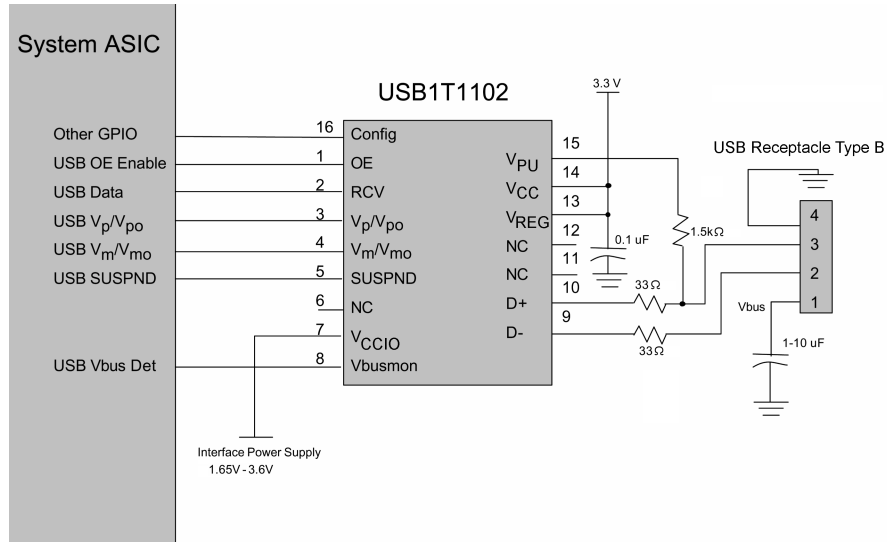 System ASIC
USB1T1102
3.3 V
USB Receptacle Type B
Other GPIO
USB OE Enable
USB Data
USB Vp/Vpo
USB Vm/Vmo
USB SUSPND
USB Vbus Det
16
1
2
3
4
5
6
7
8
Config
OE
RCV
Vp/Vpo
Vm/Vmo
SUSPND
NC
VCCIO
Vbusmon
VPU
VCC
VREG
NC
NC
D+
D-
15
14
13
12
11
10
9
0.1 uF
1.5kΩ
33Ω
33Ω
4
3
2
1
Vbus
1-10 uF
Interface Power Supply
1.65V - 3.6V